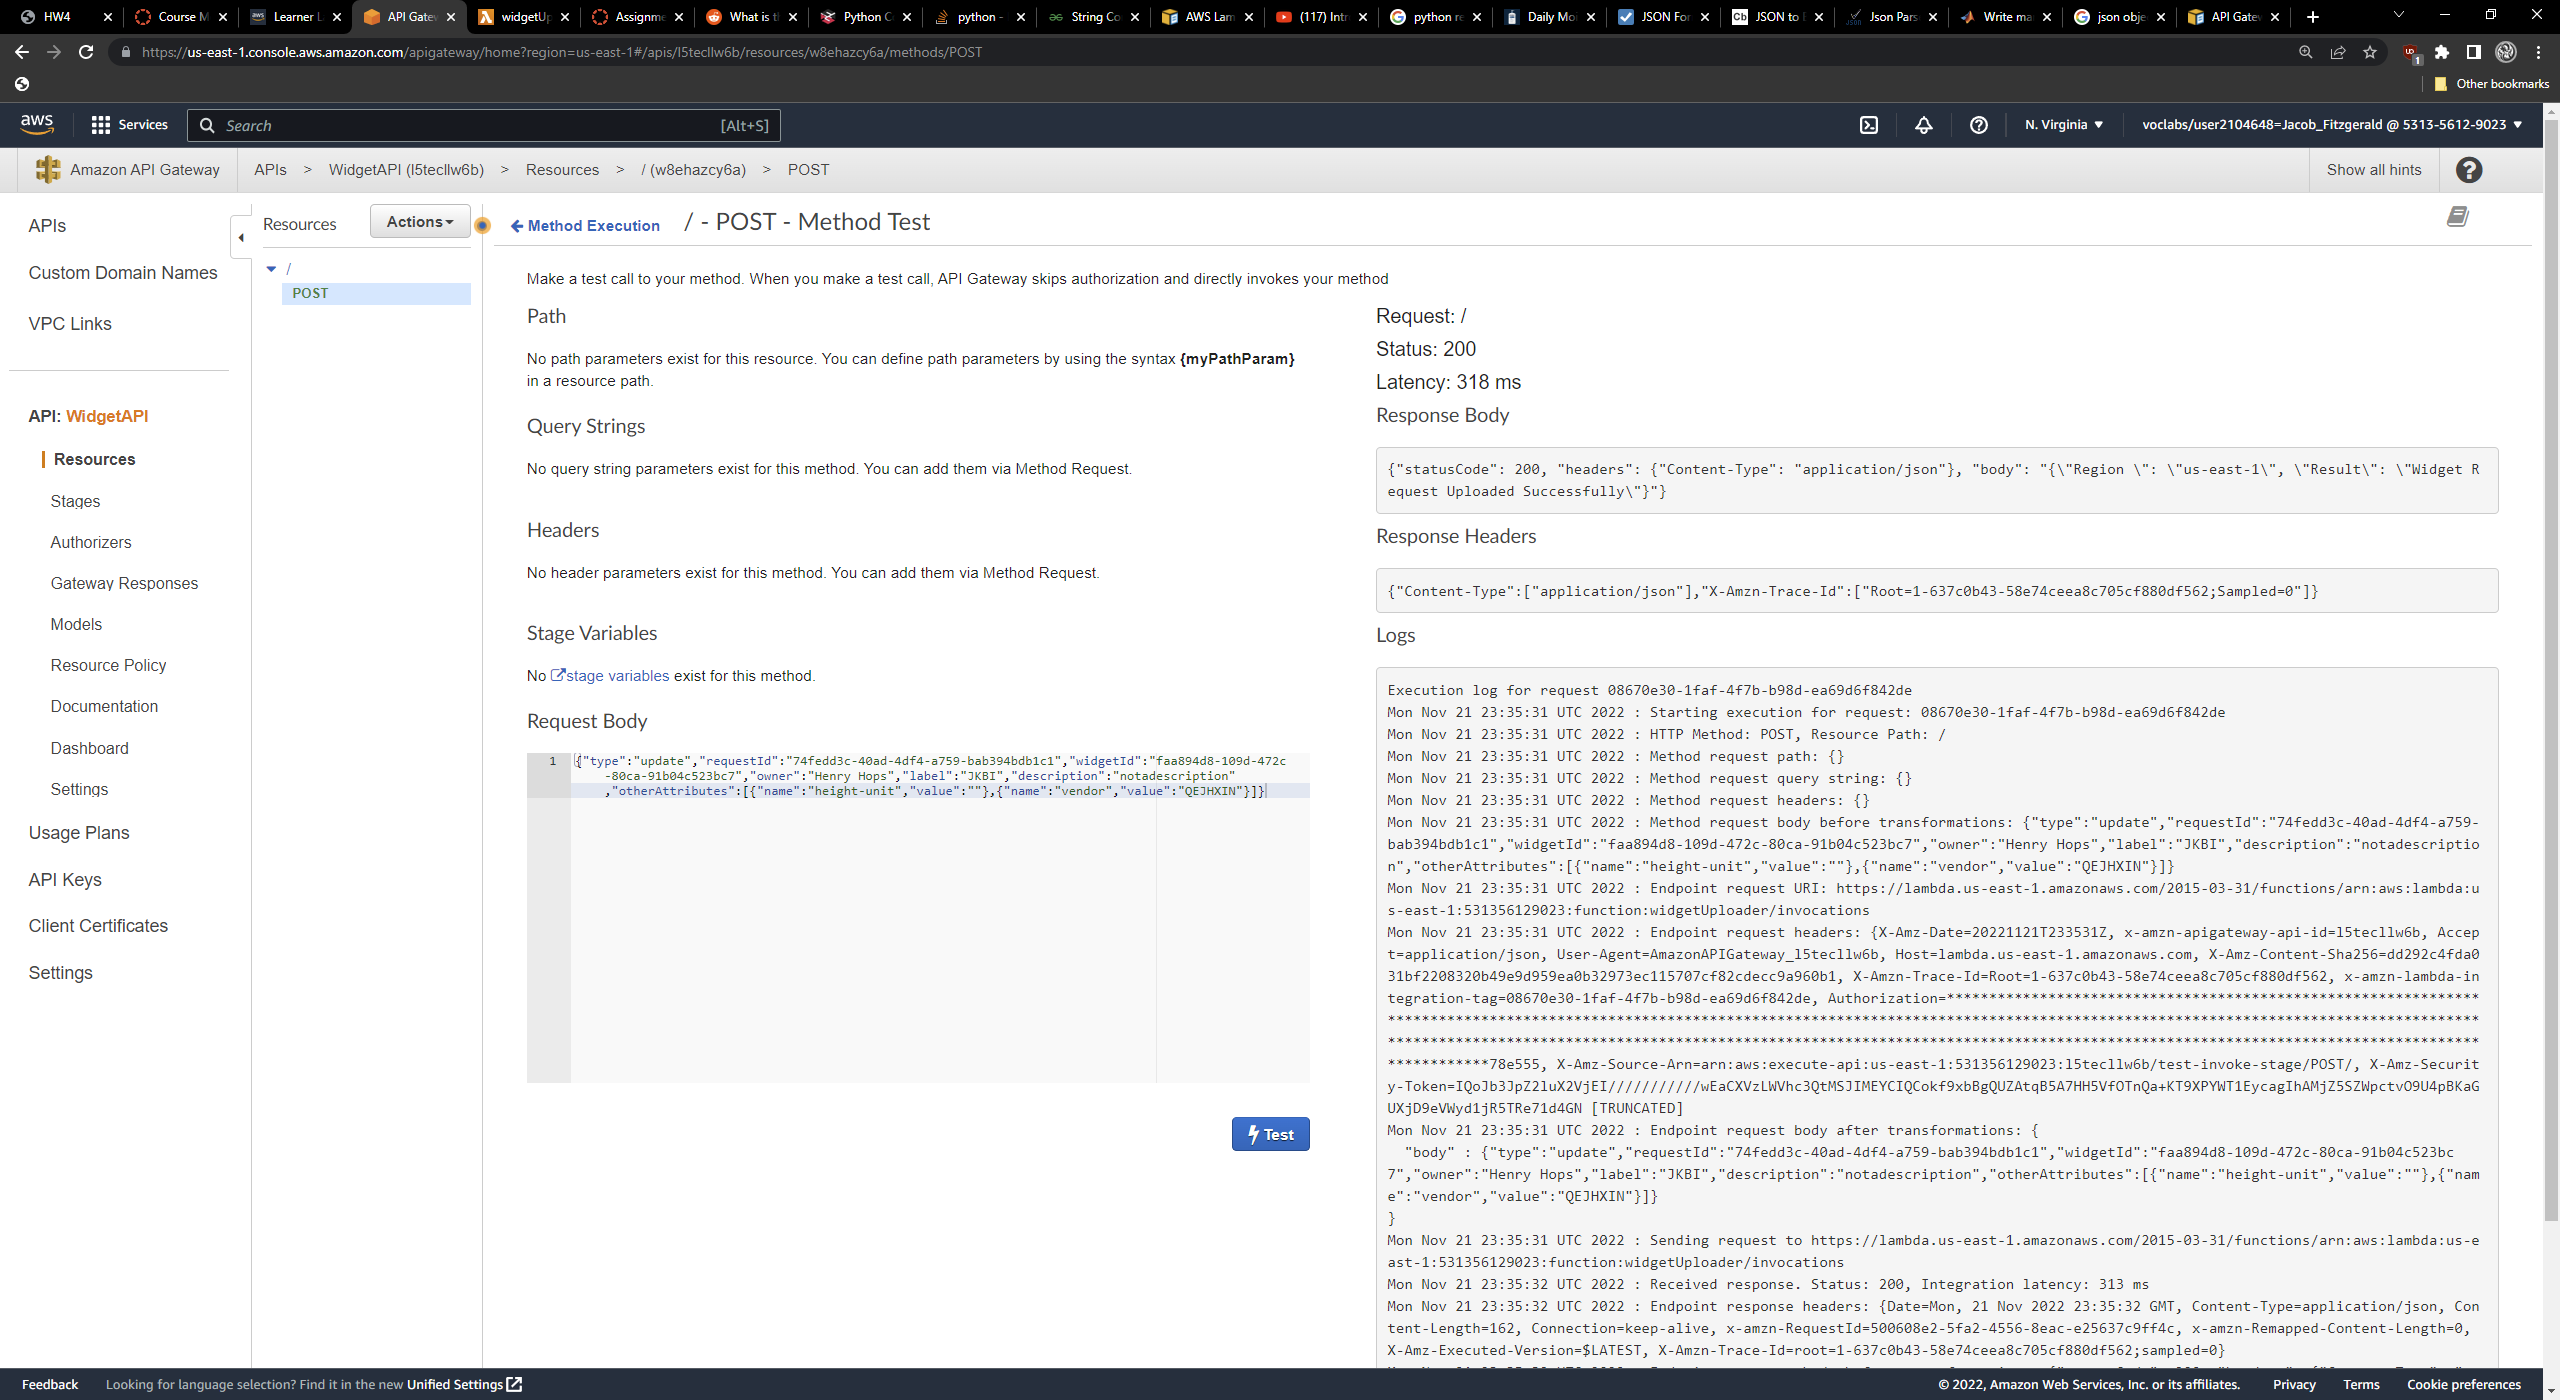 HW4
Course M
Learner L
API Gatew
widgetUp
Assignme
What is t
Python C
python -
String Co
AWS Lam
(117) Intr
python re
Daily Moi
JSON For
JSON to
Json Pars
Write ma
json obje
API Gatew
https://us-east-1.console.aws.amazon.com/apigateway/home?region=us-east-1#/apis/l5tecllw6b/resources/w8ehazcy6a/methods/POST
Other bookmarks
aws Services Search [Alt+S] N. Virginia voclabs/user2104648=Jacob_Fitzgerald @ 5313-5612-9023
Amazon API Gateway APIs > WidgetAPI (l5tecllw6b) > Resources > / (w8ehazcy6a) > POST Show all hints
APIs
Custom Domain Names
VPC Links
API: WidgetAPI
Resources
Stages
Authorizers
Gateway Responses
Models
Resource Policy
Documentation
Dashboard
Settings
Usage Plans
API Keys
Client Certificates
Settings
Resources Actions
/
POST
Method Execution / - POST - Method Test
Make a test call to your method. When you make a test call, API Gateway skips authorization and directly invokes your method
Path
No path parameters exist for this resource. You can define path parameters by using the syntax {myPathParam}
in a resource path.
Query Strings
No query string parameters exist for this method. You can add them via Method Request.
Headers
No header parameters exist for this method. You can add them via Method Request.
Stage Variables
No stage variables exist for this method.
Request Body
1 {"type":"update","requestId":"74fedd3c-40ad-4df4-a759-bab394bdb1c1","widgetId":"faa894d8-109d-472c
-80ca-91b04c523bc7","owner":"Henry Hops","label":"JKBI","description":"notadescription"
,"otherAttributes":[{"name":"height-unit","value":""},{"name":"vendor","value":"QEJHXIN"}]}
Test
Request: /
Status: 200
Latency: 318 ms
Response Body
{"statusCode": 200, "headers": {"Content-Type": "application/json"}, "body": "{\"Region \": \"us-east-1\", \"Result\": \"Widget R
equest Uploaded Successfully\"}"}
Response Headers
{"Content-Type":["application/json"],"X-Amzn-Trace-Id":["Root=1-637c0b43-58e74ceea8c705cf880df562;Sampled=0"]}
Logs
Execution log for request 08670e30-1faf-4f7b-b98d-ea69d6f842de
Mon Nov 21 23:35:31 UTC 2022 : Starting execution for request: 08670e30-1faf-4f7b-b98d-ea69d6f842de
Mon Nov 21 23:35:31 UTC 2022 : HTTP Method: POST, Resource Path: /
Mon Nov 21 23:35:31 UTC 2022 : Method request path: {}
Mon Nov 21 23:35:31 UTC 2022 : Method request query string: {}
Mon Nov 21 23:35:31 UTC 2022 : Method request headers: {}
Mon Nov 21 23:35:31 UTC 2022 : Method request body before transformations: {"type":"update","requestId":"74fedd3c-40ad-4df4-a759-
bab394bdb1c1","widgetId":"faa894d8-109d-472c-80ca-91b04c523bc7","owner":"Henry Hops","label":"JKBI","description":"notadescriptio
n","otherAttributes":[{"name":"height-unit","value":""},{"name":"vendor","value":"QEJHXIN"}]}
Mon Nov 21 23:35:31 UTC 2022 : Endpoint request URI: https://lambda.us-east-1.amazonaws.com/2015-03-31/functions/arn:aws:lambda:u
s-east-1:531356129023:function:widgetUploader/invocations
Mon Nov 21 23:35:31 UTC 2022 : Endpoint request headers: {X-Amz-Date=20221121T233531Z, x-amzn-apigateway-api-id=l5tecllw6b, Accep
t=application/json, User-Agent=AmazonAPIGateway_l5tecllw6b, Host=lambda.us-east-1.amazonaws.com, X-Amz-Content-Sha256=dd292c4fda0
31bf2208320b49e9d959ea0b32973ec115707cf82cdecc9a960b1, X-Amzn-Trace-Id=Root=1-637c0b43-58e74ceea8c705cf880df562, x-amzn-lambda-in
tegration-tag=08670e30-1faf-4f7b-b98d-ea69d6f842de, Authorization=****************************************************************
*********************************************************************************************************************************
*********************************************************************************************************************************
************78e555, X-Amz-Source-Arn=arn:aws:execute-api:us-east-1:531356129023:l5tecllw6b/test-invoke-stage/POST/, X-Amz-Securit
y-Token=IQoJb3JpZ2luX2VjEI///////////wEaCXVzLWVhc3QtMSJIMEYCIQCokf9xbBgQUZAtqB5A7HH5VfOTnQa+KT9XPYWT1EycagIhAMjZ5SZWpctvO9U4pBKaG
UXjD9eVWyd1jR5TRe71d4GN [TRUNCATED]
Mon Nov 21 23:35:31 UTC 2022 : Endpoint request body after transformations: {
"body" : {"type":"update","requestId":"74fedd3c-40ad-4df4-a759-bab394bdb1c1","widgetId":"faa894d8-109d-472c-80ca-91b04c523bc
7","owner":"Henry Hops","label":"JKBI","description":"notadescription","otherAttributes":[{"name":"height-unit","value":""},{"nam
e":"vendor","value":"QEJHXIN"}]}
}
Mon Nov 21 23:35:31 UTC 2022 : Sending request to https://lambda.us-east-1.amazonaws.com/2015-03-31/functions/arn:aws:lambda:us-e
ast-1:531356129023:function:widgetUploader/invocations
Mon Nov 21 23:35:32 UTC 2022 : Received response. Status: 200, Integration latency: 313 ms
Mon Nov 21 23:35:32 UTC 2022 : Endpoint response headers: {Date=Mon, 21 Nov 2022 23:35:32 GMT, Content-Type=application/json, Con
tent-Length=162, Connection=keep-alive, x-amzn-RequestId=500608e2-5fa2-4556-8eac-e25637c9ff4c, x-amzn-Remapped-Content-Length=0,
X-Amz-Executed-Version=$LATEST, X-Amzn-Trace-Id=root=1-637c0b43-58e74ceea8c705cf880df562;sampled=0}
Feedback Looking for language selection? Find it in the new Unified Settings © 2022, Amazon Web Services, Inc. or its affiliates. Privacy Terms Cookie preferences